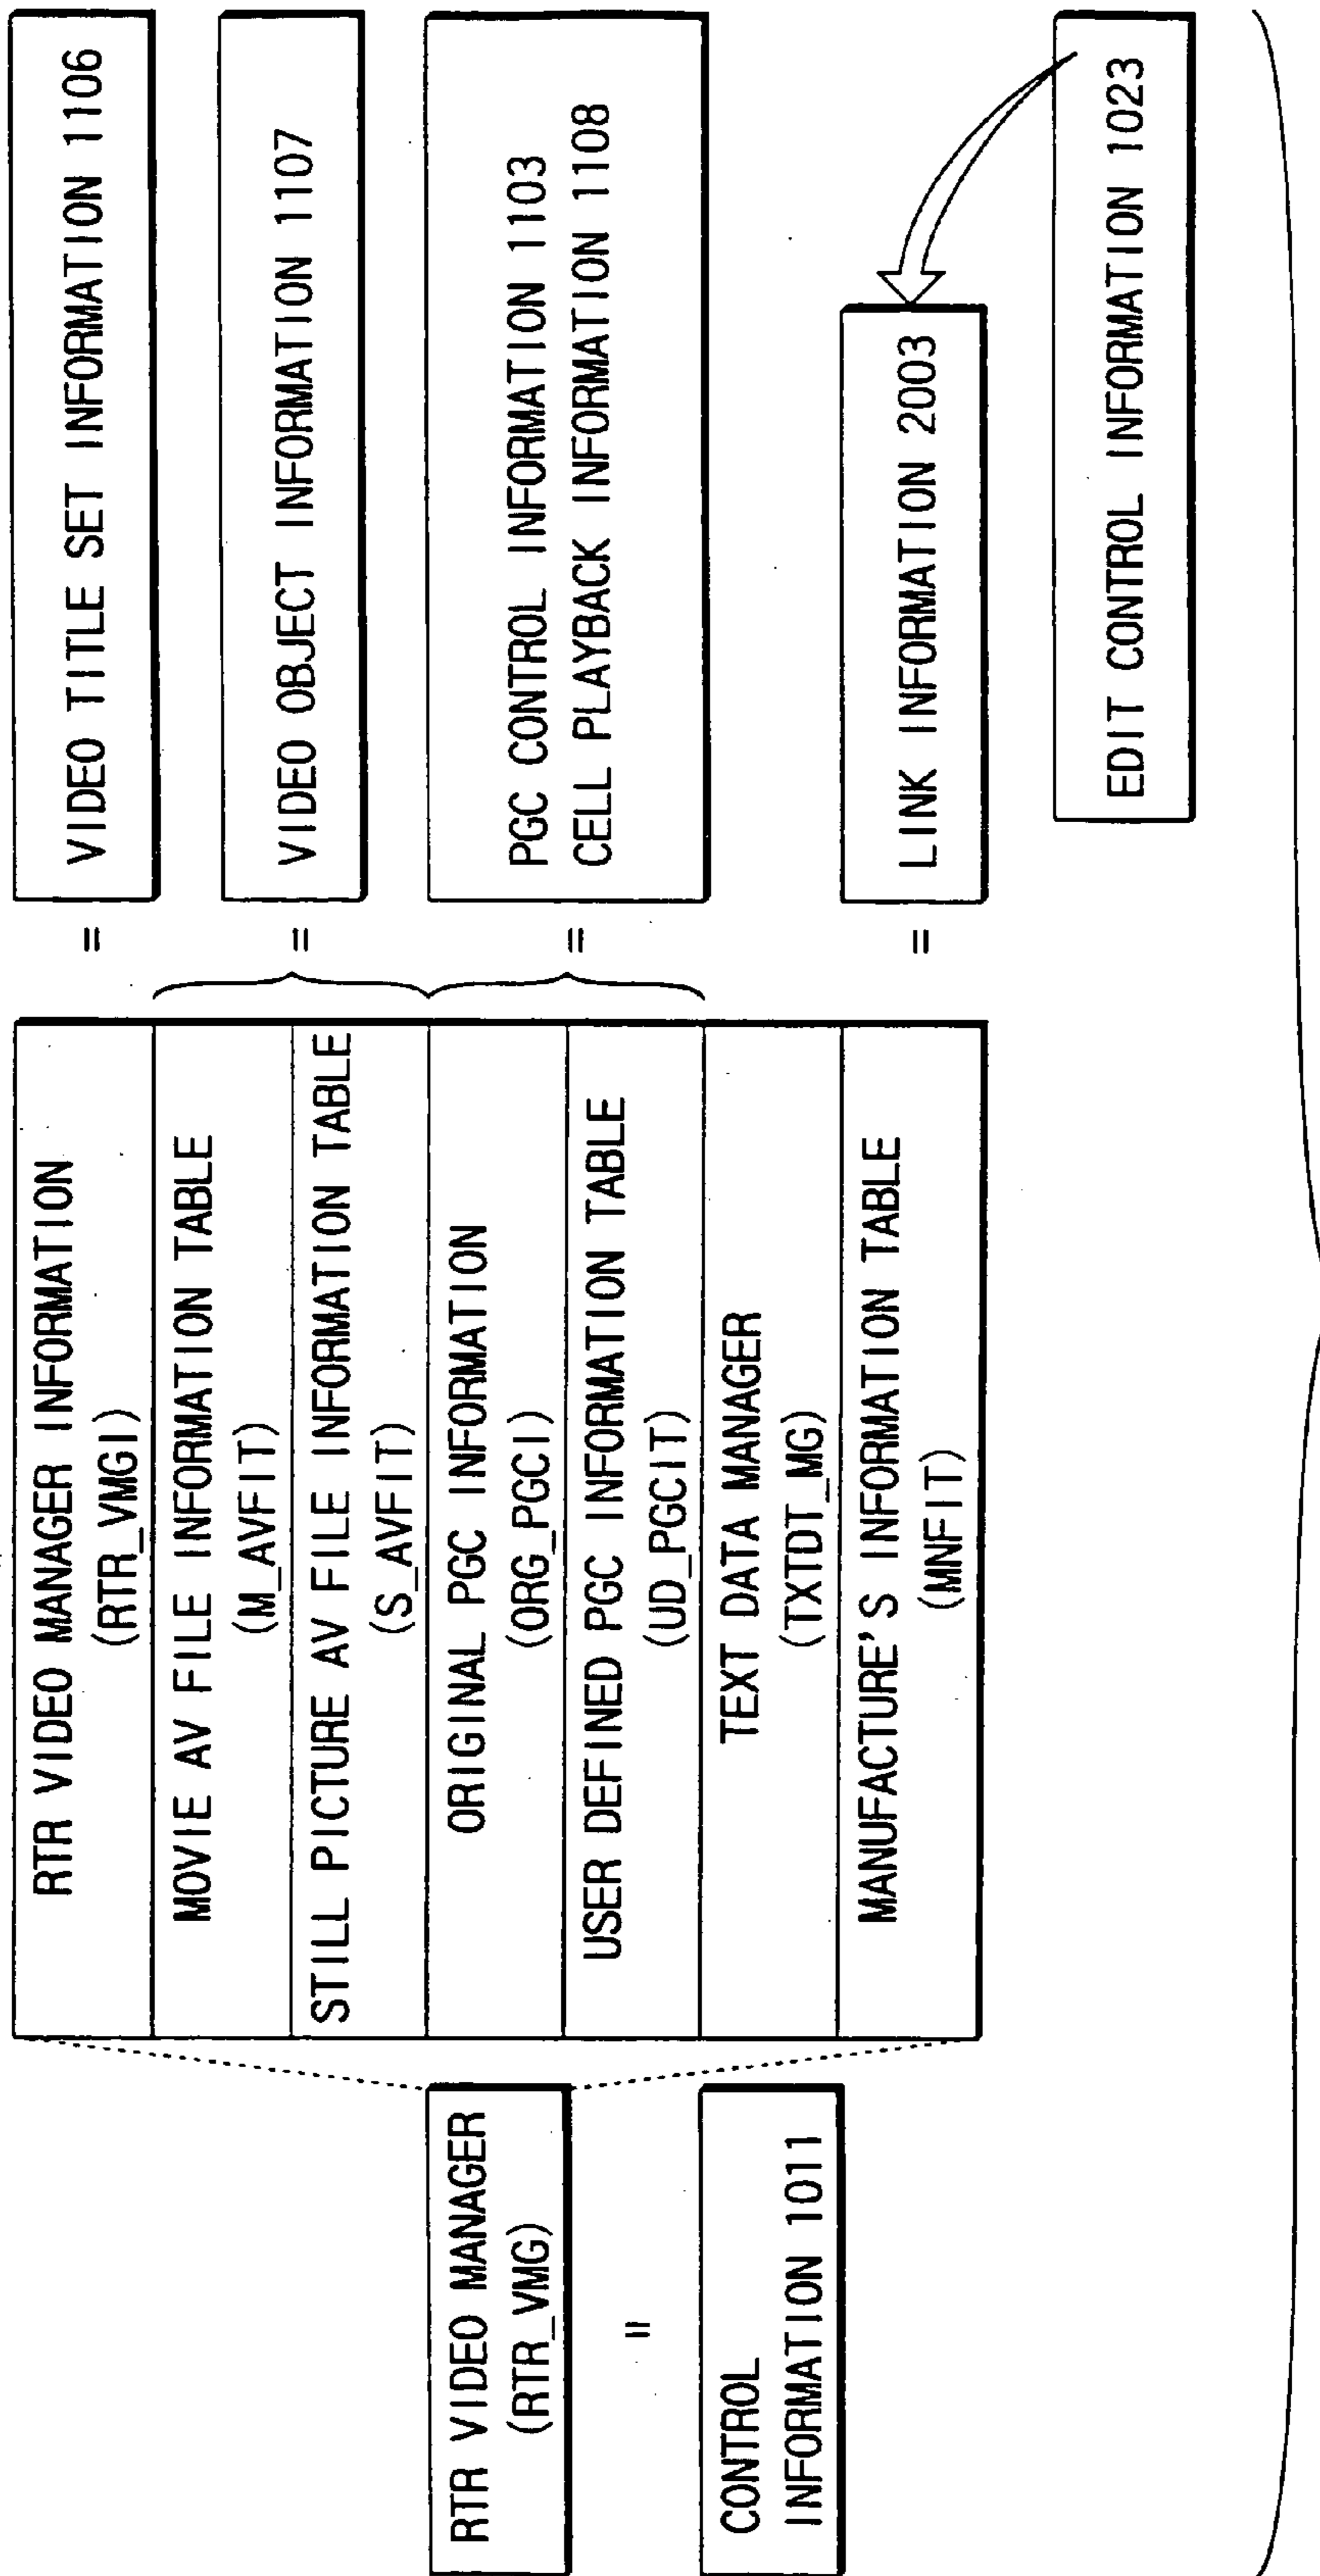 RTR VIDEO MANAGER
(RTR_VMG)
=
CONTROL
INFORMATION 1011
RTR VIDEO MANAGER INFORMATION
(RTR_VMGI)
MOVIE AV FILE INFORMATION TABLE
(M_AVFIT)
STILL PICTURE AV FILE INFORMATION TABLE
(S_AVFIT)
ORIGINAL PGC INFORMATION
(ORG_PGCI)
USER DEFINED PGC INFORMATION TABLE
(UD_PGCIT)
TEXT DATA MANAGER
(TXTDT_MG)
MANUFACTURE'S INFORMATION TABLE
(MNFIT)
= VIDEO TITLE SET INFORMATION 1106
= VIDEO OBJECT INFORMATION 1107
= PGC CONTROL INFORMATION 1103
CELL PLAYBACK INFORMATION 1108
= LINK INFORMATION 2003
EDIT CONTROL INFORMATION 1023